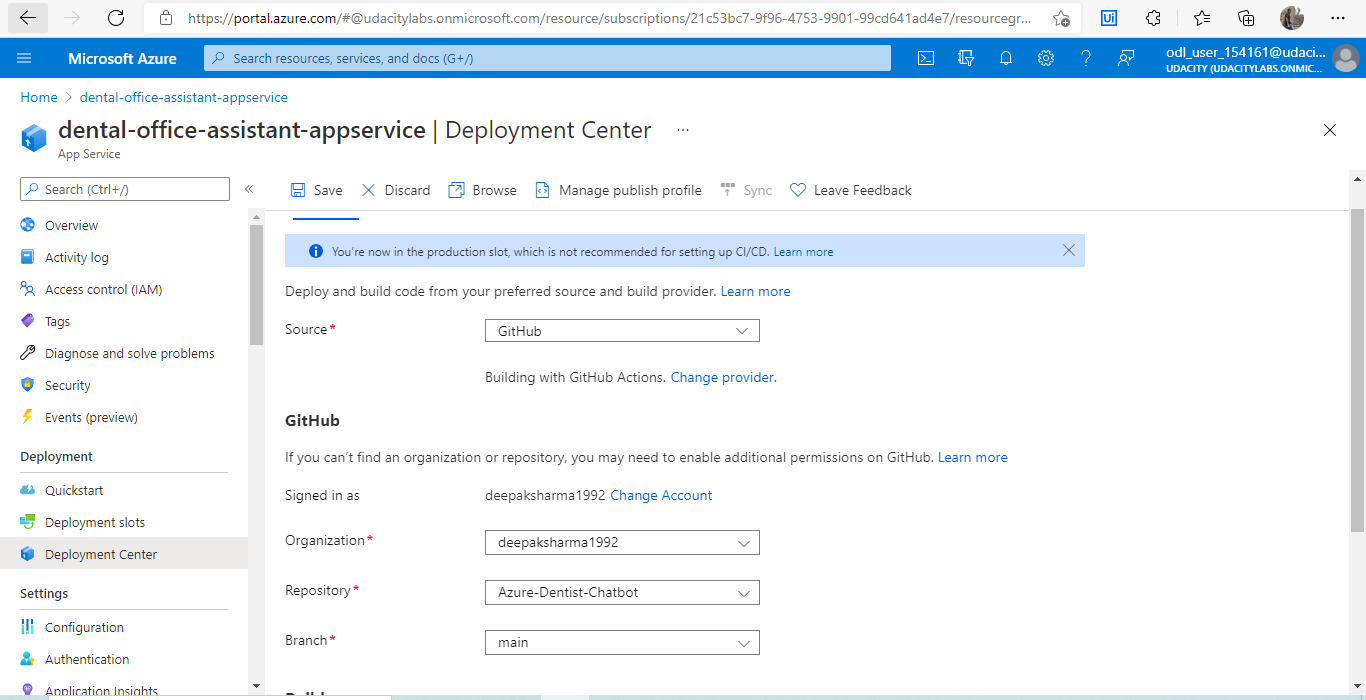 https://portal.azure.com/#@udacitylabs.onmicrosoft.com/resource/subscriptions/21c53bc7-9f96-4753-9901-99cd641ad4e7/resourcegr...
Ui
Microsoft Azure
Search resources, services, and docs (G+/)
odl_user_154161@udaci...
UDACITY (UDACITYLABS.ONMIC...
Home > dental-office-assistant-appservice
dental-office-assistant-appservice | Deployment Center ...
App Service
Search (Ctrl+/)
«
Save
Discard
Browse
Manage publish profile
Sync
Leave Feedback
Overview
Activity log
Access control (IAM)
Tags
Diagnose and solve problems
Security
Events (preview)
Deployment
Quickstart
Deployment slots
Deployment Center
Settings
Configuration
Authentication
Application Insights
You're now in the production slot, which is not recommended for setting up CI/CD. Learn more
Deploy and build code from your preferred source and build provider. Learn more
Source* GitHub
Building with GitHub Actions. Change provider.
GitHub
If you can't find an organization or repository, you may need to enable additional permissions on GitHub. Learn more
Signed in as deepaksharma1992 Change Account
Organization* deepaksharma1992
Repository* Azure-Dentist-Chatbot
Branch* main